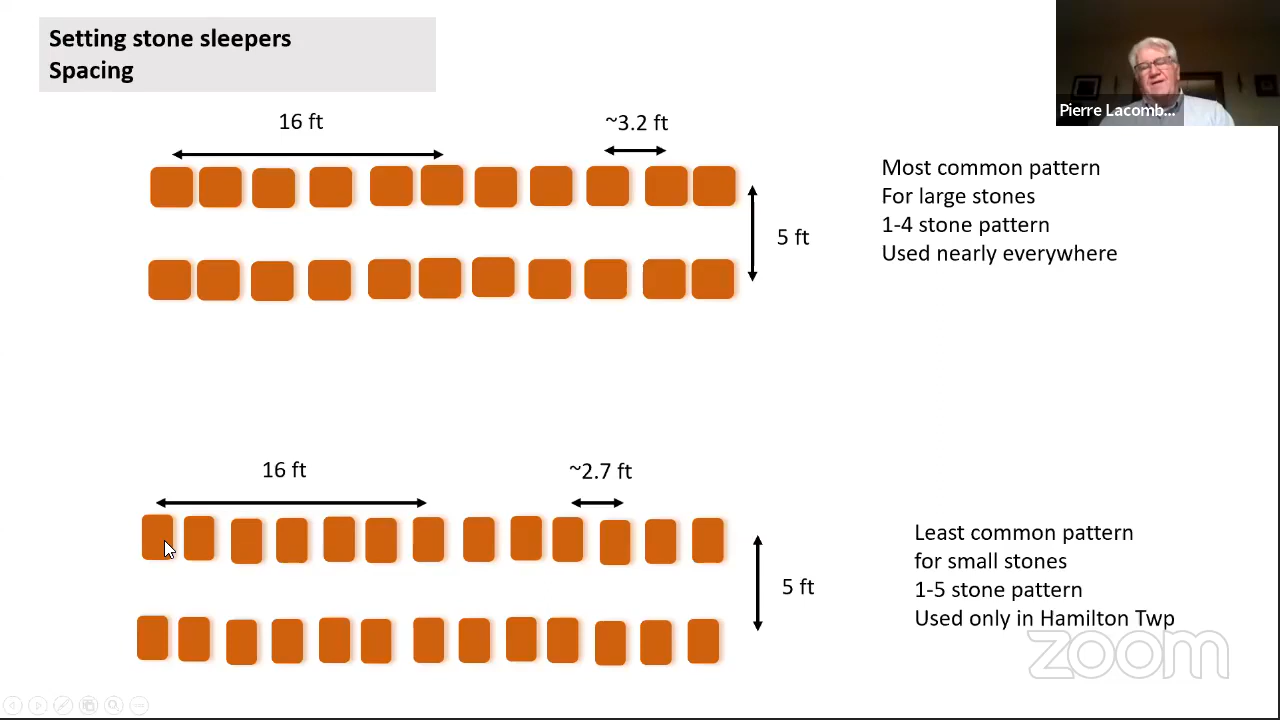 Setting stone sleepers
Spacing
Pierre Lacomb...
16 ft
~3.2 ft
5 ft
Most common pattern
For large stones
1-4 stone pattern
Used nearly everywhere
16 ft
~2.7 ft
5 ft
Least common pattern
for small stones
1-5 stone pattern
Used only in Hamilton Twp
zoom